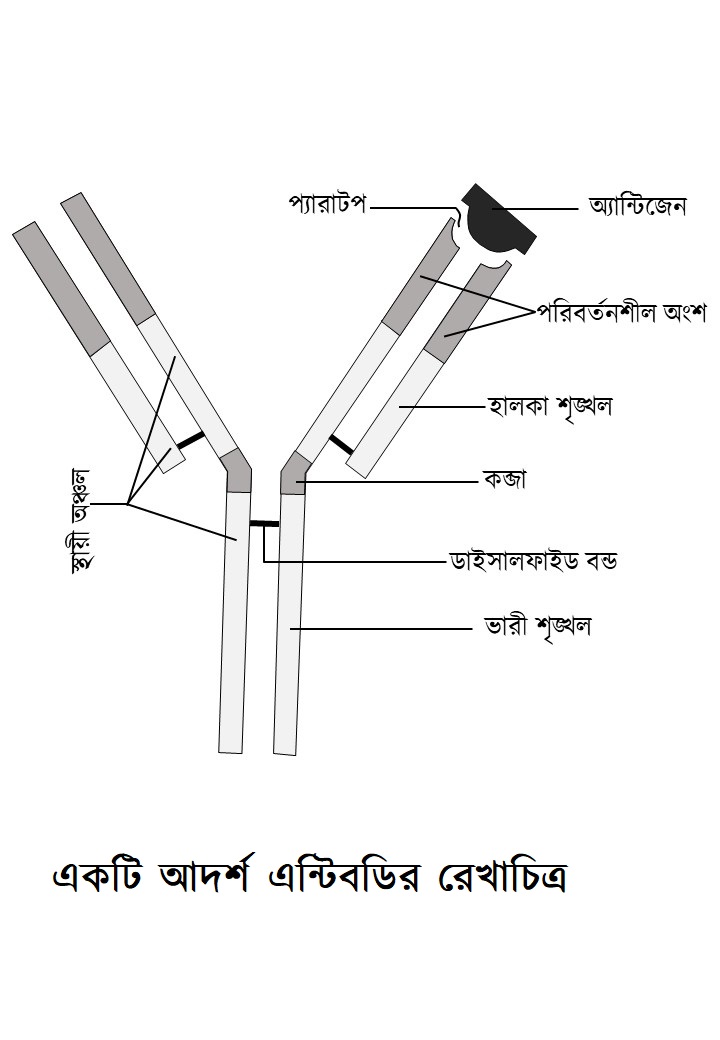 প্যারাটপ
অ্যান্টিজেন
পরিবর্তনশীল অংশ
হালকা শৃঙ্খল
কব্জা
স্থায়ী অঞ্চল
ডাইসালফাইড বন্ড
ভারী শৃঙ্খল
একটি আদর্শ এন্টিবডির রেখাচিত্র